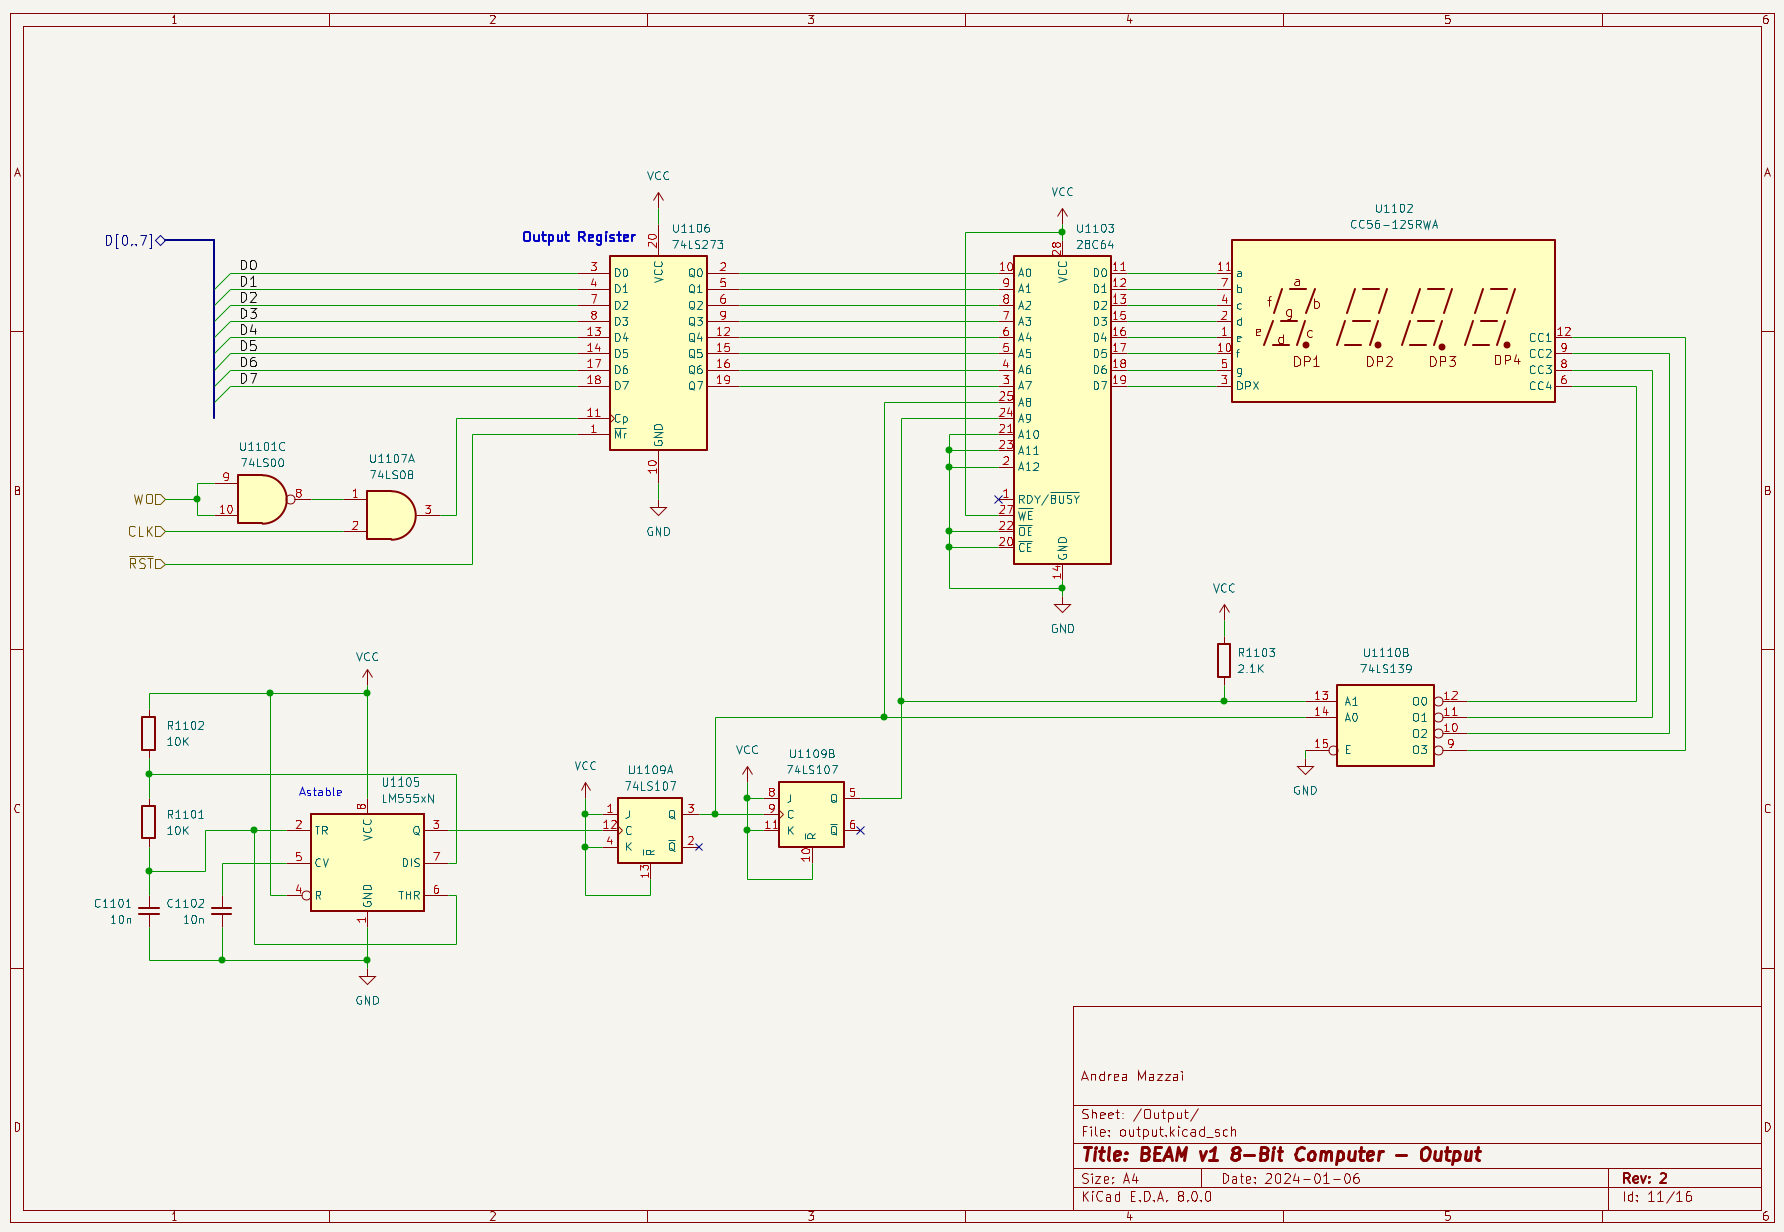 1 2 3 4 5 6
A
B
C
D
A
B
C
D
D[0..7]
D0
D1
D2
D3
D4
D5
D6
D7
Output Register
VCC
U1106
74LS273
20
VCC
3 D0 Q0 2
4 D1 Q1 5
7 D2 Q2 6
8 D3 Q3 9
13 D4 Q4 12
14 D5 Q5 15
17 D6 Q6 16
18 D7 Q7 19
11 Cp
1 Mr
GND
10
GND
U1101C
74LS00
9
10
8
WO
CLK
RST
U1107A
74LS08
1
2
3
VCC
U1103
28C64
28
VCC
10 A0 D0 11
9 A1 D1 12
8 A2 D2 13
7 A3 D3 15
6 A4 D4 16
5 A5 D5 17
4 A6 D6 18
3 A7 D7 19
25 A8
24 A9
21 A10
23 A11
2 A12
1 RDY/BUSY
27 WE
22 OE
20 CE
GND
14
GND
U1102
CC56-12SRWA
11 a
7 b
4 c
2 d
1 e
10 f
5 g
3 DPX
a
f b
g
e c
d
DP1 DP2 DP3 DP4
CC1 12
CC2 9
CC3 8
CC4 6
VCC
R1103
2.1K
U1110B
74LS139
13 A1 O0 12
14 A0 O1 11
O2 10
15 E O3 9
GND
VCC
R1102
10K
R1101
10K
Astable
U1105
LM555xN
8
VCC
2 TR Q 3
5 CV DIS 7
4 R THR 6
GND
1
C1101
10n
C1102
10n
GND
VCC
U1109A
74LS107
1 J Q 3
12 C
4 K Q 2
R
13
VCC
U1109B
74LS107
8 J Q 5
9 C
11 K Q 6
R
10
Andrea Mazzai
Sheet: /Output/
File: output.kicad_sch
Title: BEAM v1 8-Bit Computer - Output
Size: A4 Date: 2024-01-06 Rev: 2
KiCad E.D.A. 8.0.0 Id: 11/16
1 2 3 4 5 6